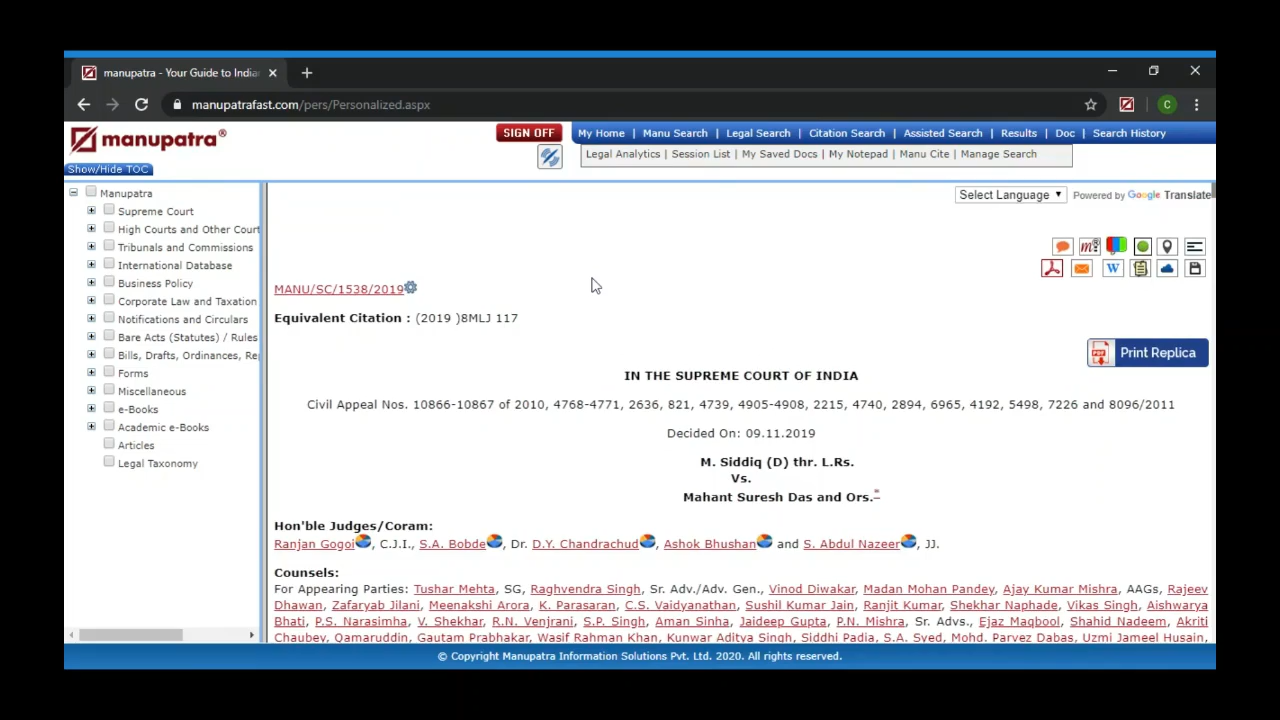 manupatra - Your Guide to India
manupatrafast.com/pers/Personalized.aspx
C
manupatra®
SIGN OFF
My Home | Manu Search | Legal Search | Citation Search | Assisted Search | Results | Doc | Search History
Legal Analytics | Session List | My Saved Docs | My Notepad | Manu Cite | Manage Search
Show/Hide TOC
Manupatra
Supreme Court
High Courts and Other Court
Tribunals and Commissions
International Database
Business Policy
Corporate Law and Taxation
Notifications and Circulars
Bare Acts (Statutes) / Rules
Bills, Drafts, Ordinances, Re
Forms
Miscellaneous
e-Books
Academic e-Books
Articles
Legal Taxonomy
Select Language Powered by Google Translate
MANU/SC/1538/2019
Equivalent Citation : (2019 )8MLJ 117
Print Replica
IN THE SUPREME COURT OF INDIA
Civil Appeal Nos. 10866-10867 of 2010, 4768-4771, 2636, 821, 4739, 4905-4908, 2215, 4740, 2894, 6965, 4192, 5498, 7226 and 8096/2011
Decided On: 09.11.2019
M. Siddiq (D) thr. L.Rs.
Vs.
Mahant Suresh Das and Ors.*
Hon'ble Judges/Coram:
Ranjan Gogoi, C.J.I., S.A. Bobde, Dr. D.Y. Chandrachud, Ashok Bhushan and S. Abdul Nazeer, JJ.
Counsels:
For Appearing Parties: Tushar Mehta, SG, Raghvendra Singh, Sr. Adv./Adv. Gen., Vinod Diwakar, Madan Mohan Pandey, Ajay Kumar Mishra, AAGs, Rajeev
Dhawan, Zafaryab Jilani, Meenakshi Arora, K. Parasaran, C.S. Vaidyanathan, Sushil Kumar Jain, Ranjit Kumar, Shekhar Naphade, Vikas Singh, Aishwarya
Bhati, P.S. Narasimha, V. Shekhar, R.N. Venjrani, S.P. Singh, Aman Sinha, Jaideep Gupta, P.N. Mishra, Sr. Advs., Ejaz Maqbool, Shahid Nadeem, Akriti
Chaubey, Qamaruddin, Gautam Prabhakar, Wasif Rahman Khan, Kunwar Aditya Singh, Siddhi Padia, S.A. Syed, Mohd. Parvez Dabas, Uzmi Jameel Husain,
© Copyright Manupatra Information Solutions Pvt. Ltd. 2020. All rights reserved.